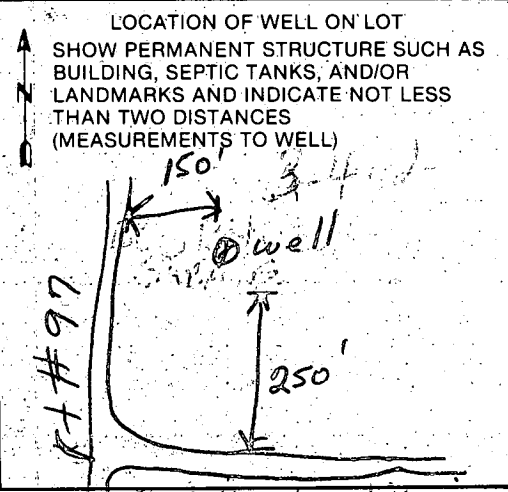 LOCATION OF WELL ON LOT
SHOW PERMANENT STRUCTURE SUCH AS
BUILDING, SEPTIC TANKS, AND/OR
LANDMARKS AND INDICATE NOT LESS
THAN TWO DISTANCES
(MEASUREMENTS TO WELL)
N
150'
well
250'
Rt #97